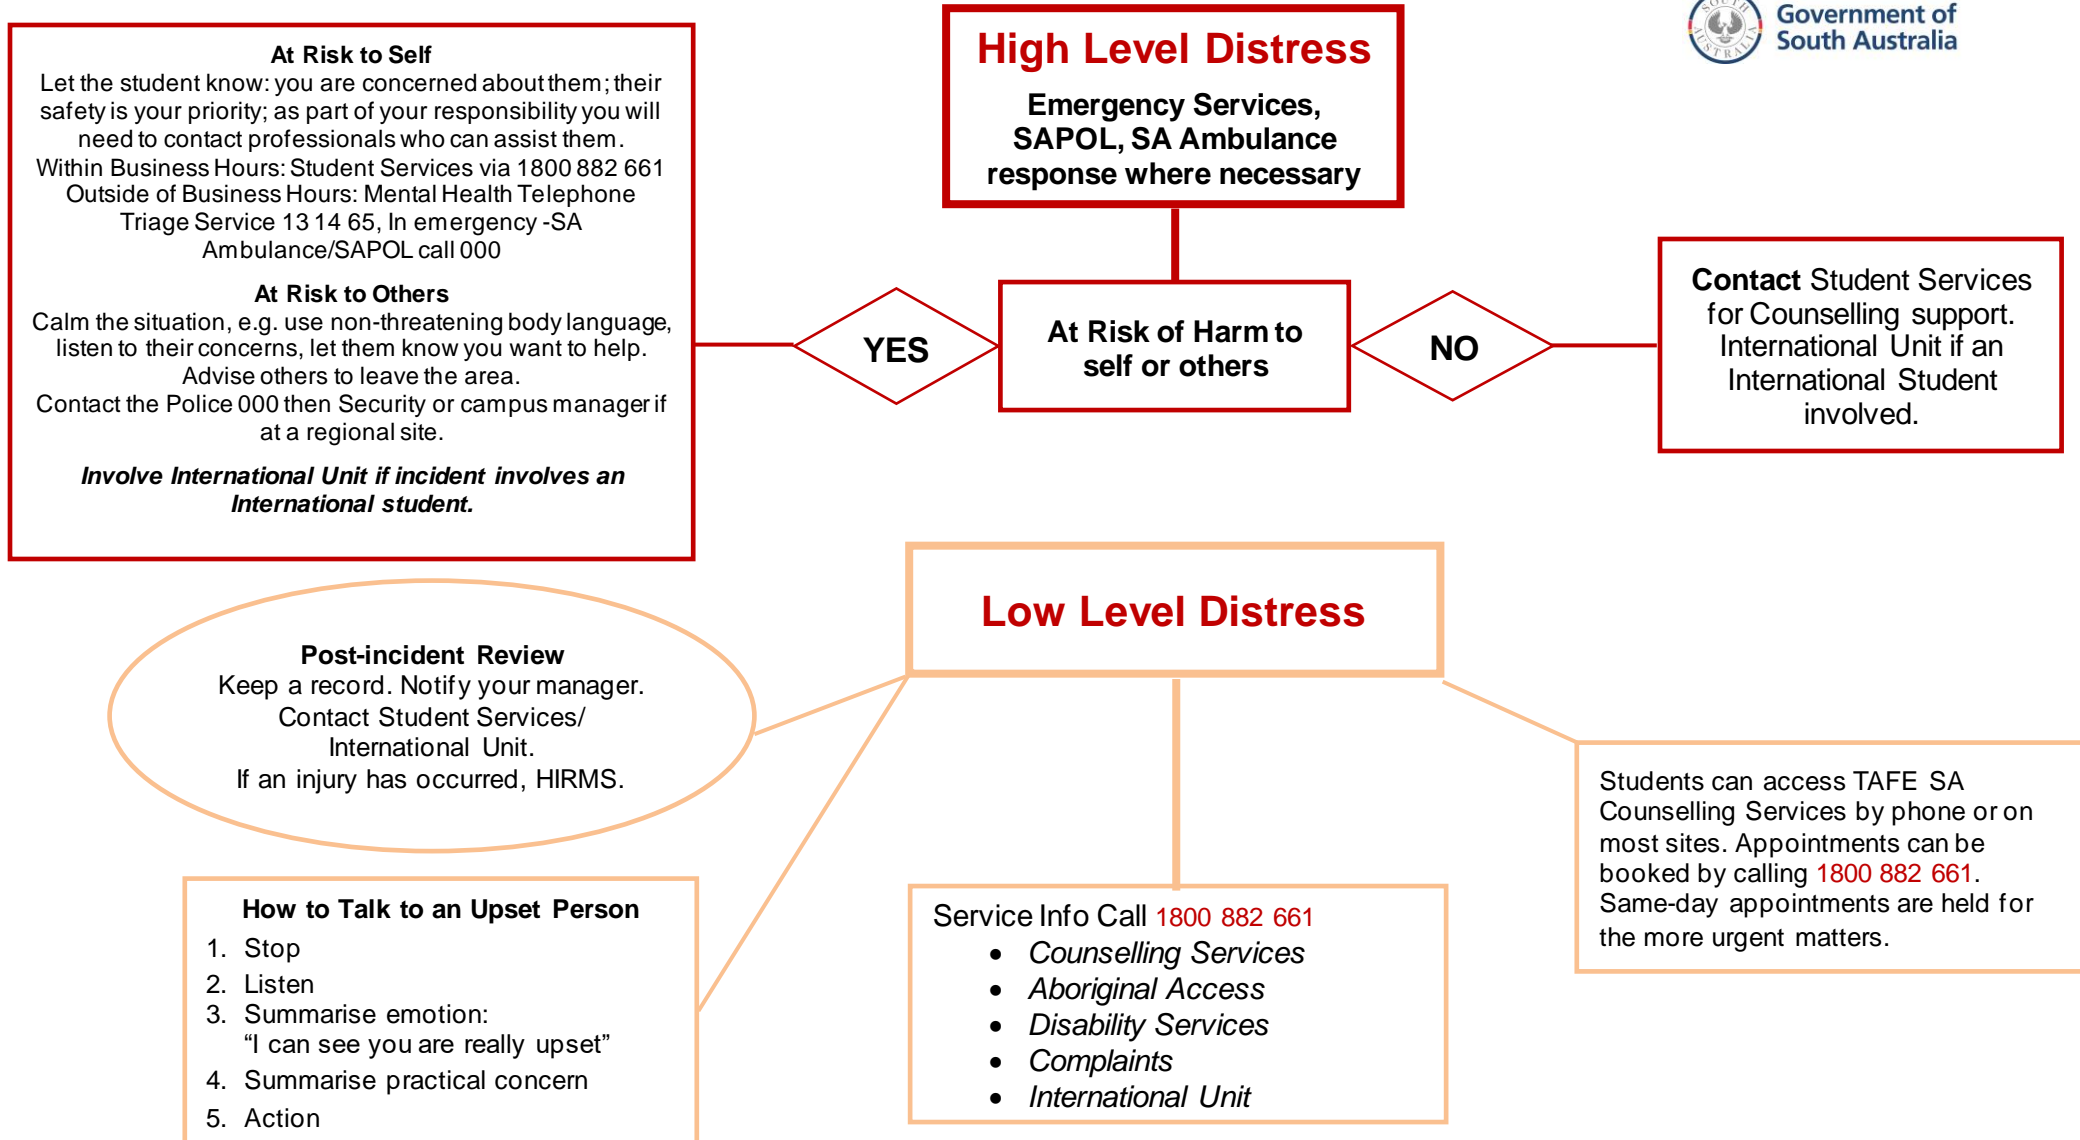 SOUTH
AUSTRALIA
Government of
South Australia
High Level Distress
Emergency Services,
SAPOL, SA Ambulance
response where necessary
At Risk to Self
Let the student know: you are concerned about them; their
safety is your priority; as part of your responsibility you will
need to contact professionals who can assist them.
Within Business Hours: Student Services via 1800 882 661
Outside of Business Hours: Mental Health Telephone
Triage Service 13 14 65, In emergency -SA
Ambulance/SAPOL call 000
At Risk to Others
Calm the situation, e.g. use non-threatening body language,
listen to their concerns, let them know you want to help.
Advise others to leave the area.
Contact the Police 000 then Security or campus manager if
at a regional site.
Involve International Unit if incident involves an
International student.
YES
At Risk of Harm to
self or others
NO
Contact Student Services
for Counselling support.
International Unit if an
International Student
involved.
Low Level Distress
Post-incident Review
Keep a record. Notify your manager.
Contact Student Services/
International Unit.
If an injury has occurred, HIRMS.
How to Talk to an Upset Person
1. Stop
2. Listen
3. Summarise emotion:
“I can see you are really upset”
4. Summarise practical concern
5. Action
Service Info Call 1800 882 661
• Counselling Services
• Aboriginal Access
• Disability Services
• Complaints
• International Unit
Students can access TAFE SA
Counselling Services by phone or on
most sites. Appointments can be
booked by calling 1800 882 661.
Same-day appointments are held for
the more urgent matters.